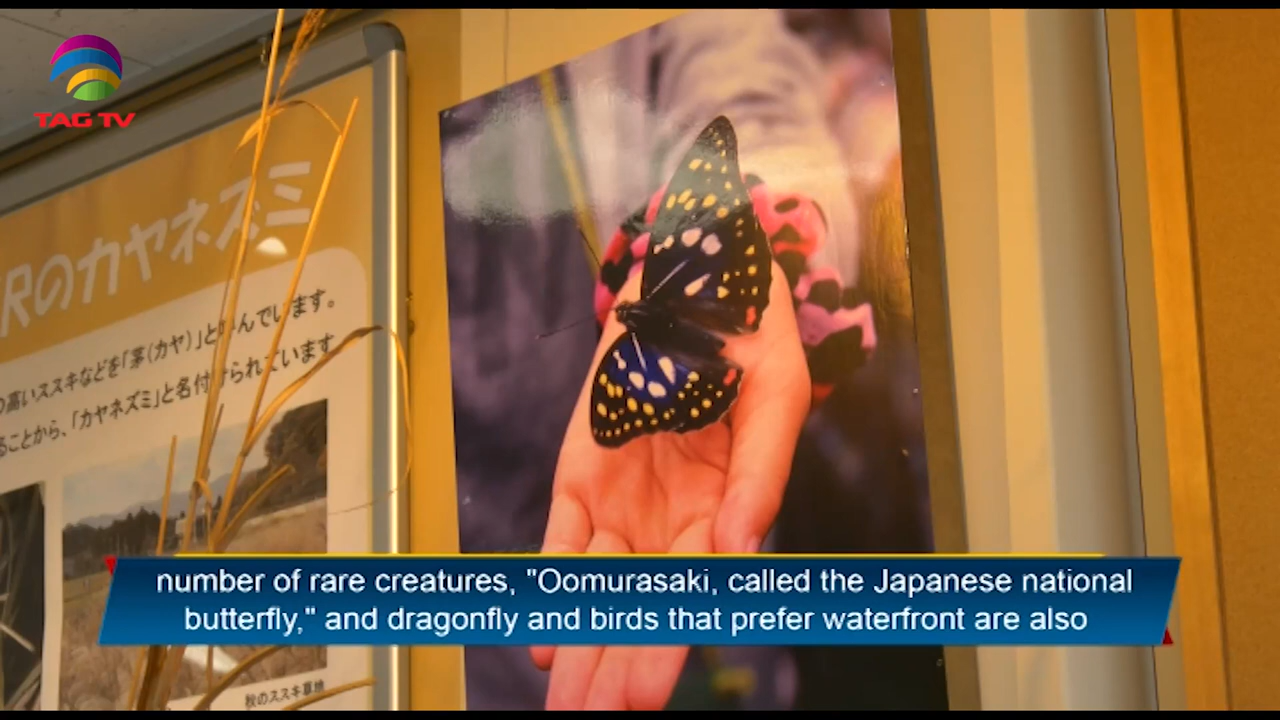 TAG TV
Rのカヤネズミ
の高いススキなどを「茅(カヤ)」と呼んでいます。
ることから、「カヤネズミ」と名付けられています
秋のススキ草地
number of rare creatures, "Oomurasaki, called the Japanese national
butterfly," and dragonfly and birds that prefer waterfront are also